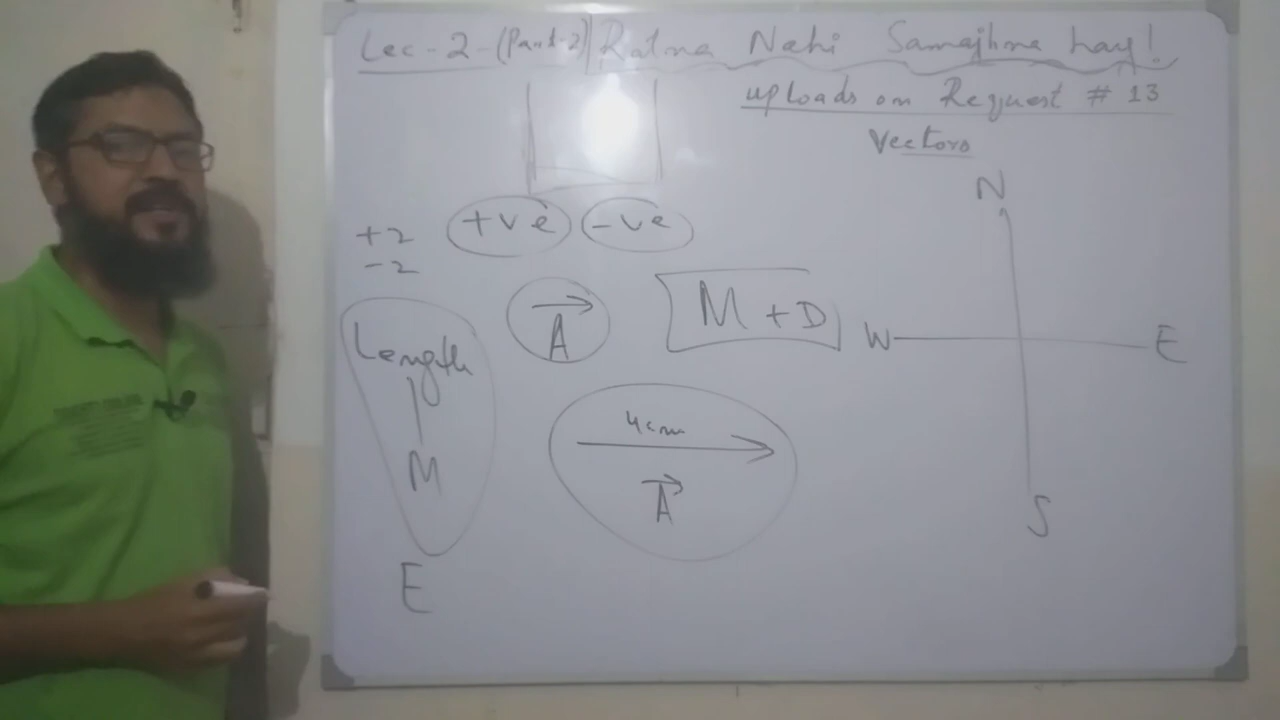 Lec - 2 - (Part-2) Ratna Nahi Samajhna hay!
uploads on Request # 13
Vectors
N
+2 +ve -ve
-2
A M + D
W E
Length
4cm
M
A
S
E